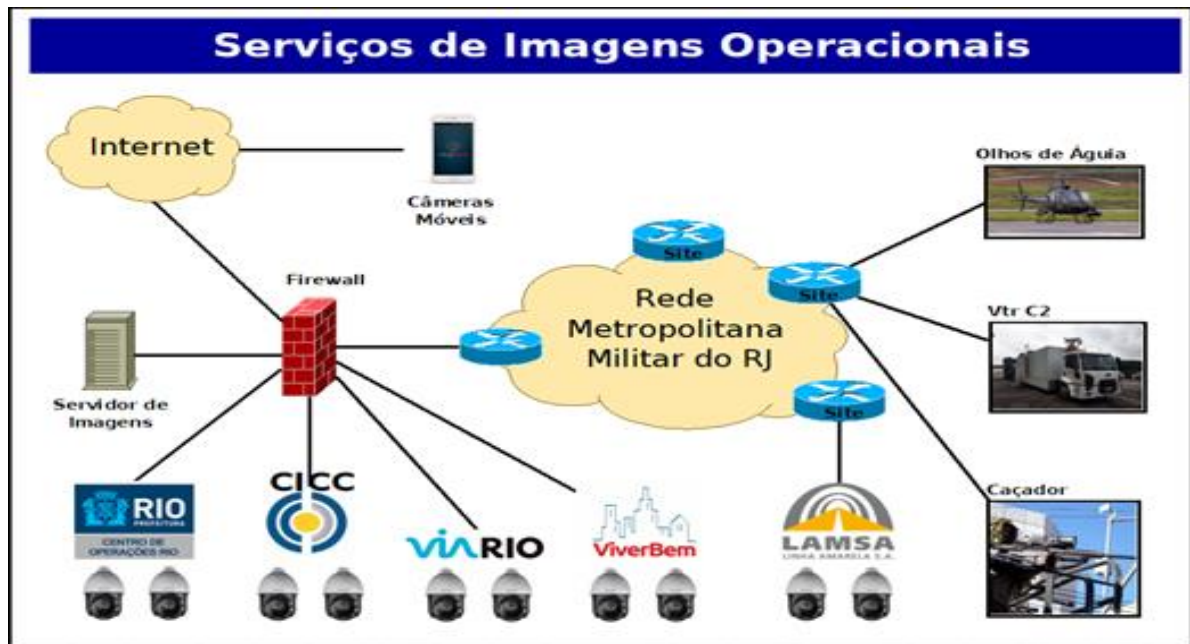 Serviços de Imagens Operacionais
Internet
Câmeras
Móveis
Olhos de Águia
Site
Firewall
Site
Rede
Metropolitana
Militar do RJ
Vtr C2
Servidor de
Imagens
Site
Caçador
RIO
PREFEITURA
CENTRO DE
OPERAÇÕES RIO
CICC
VIARIO
ViverBem
LAMSA
LINHA AMARELA S.A.